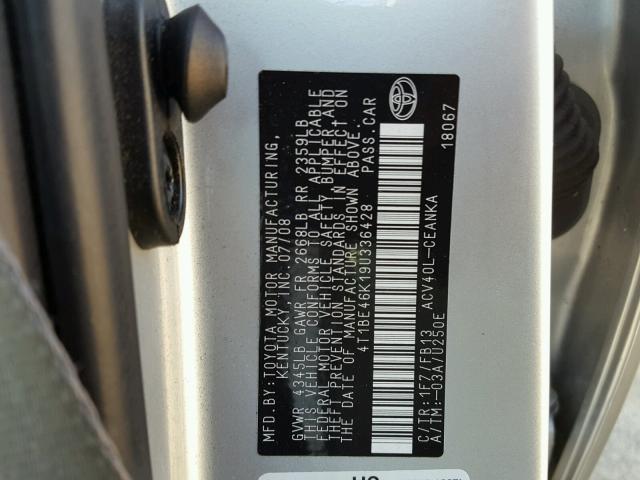 MFD.BY:TOYOTA MOTOR MANUFACTURING,
KENTUCKY, INC. 07/08
GVWR 4345LB GAWR FR 2668LB RR 2359LB
THIS VEHICLE CONFORMS TO ALL APPLICABLE
FEDERAL MOTOR VEHICLE SAFETY, BUMPER AND
THEFT PREVENTION STANDARDS IN EFFECT ON
THE DATE OF MANUFACTURE SHOWN ABOVE.
4T1BE46K19U336428 PASS.CAR
C/TR:1F7/FB13 ACV40L-CEANKA
A/TM:-03A/U250E
18067